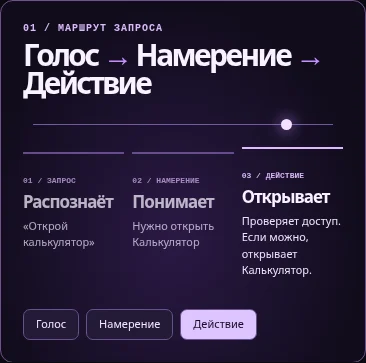 01 / МАРШРУТ ЗАПРОСА
Голос → Намерение →
Действие
01 / ЗАПРОС
Распознаёт
«Открой
калькулятор»
02 / НАМЕРЕНИЕ
Понимает
Нужно открыть
Калькулятор
03 / ДЕЙСТВИЕ
Открывает
Проверяет доступ.
Если можно,
открывает
Калькулятор.
Голос
Намерение
Действие